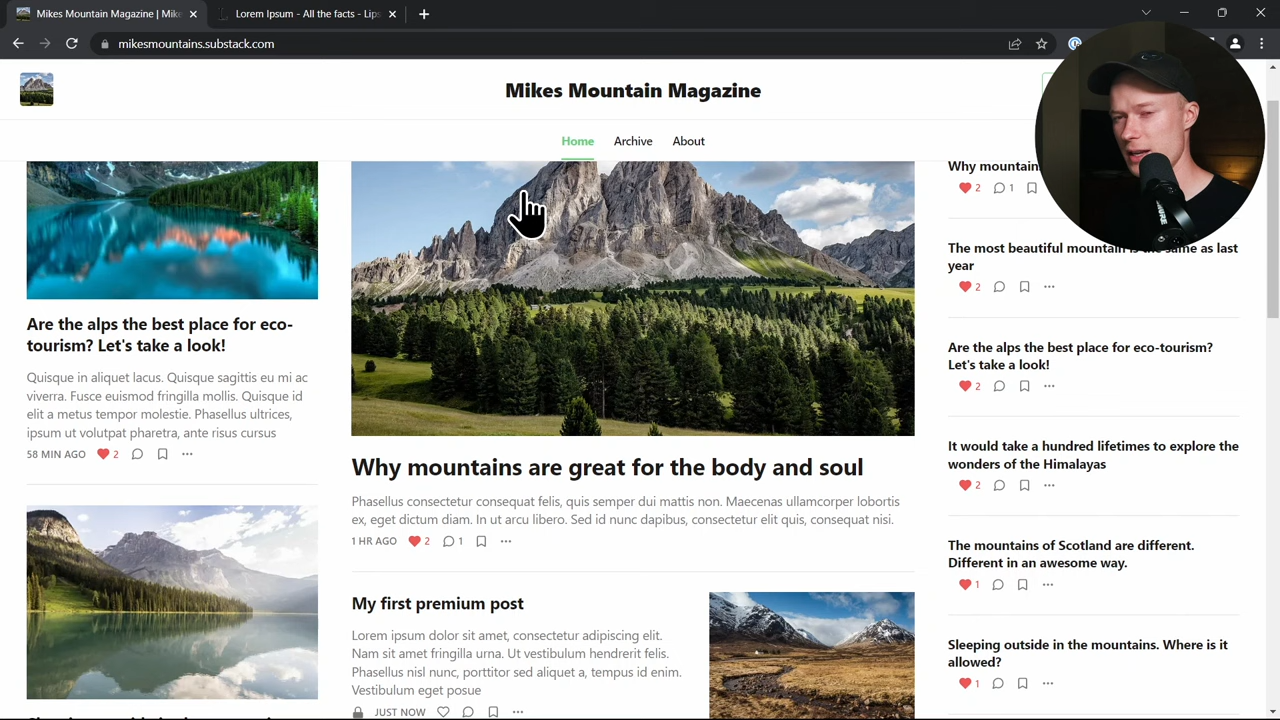 Mikes Mountain Magazine | Mike
Lorem Ipsum - All the facts - Lips
mikesmountains.substack.com
Mikes Mountain Magazine
Home
Archive
About
Are the alps the best place for eco-
tourism? Let's take a look!
Quisque in aliquet lacus. Quisque sagittis eu mi ac
viverra. Fusce euismod fringilla mollis. Quisque id
elit a metus tempor molestie. Phasellus ultrices,
ipsum ut volutpat pharetra, ante risus cursus
58 MIN AGO
2
Why mountains are great for the body and soul
Phasellus consectetur consequat felis, quis semper dui mattis non. Maecenas ullamcorper lobortis
ex, eget dictum diam. In ut arcu libero. Sed id nunc dapibus, consectetur elit quis, consequat nisi.
1 HR AGO
2
1
My first premium post
Lorem ipsum dolor sit amet, consectetur adipiscing elit.
Nam sit amet fringilla urna. Ut vestibulum hendrerit felis.
Phasellus nisl nunc, porttitor sed aliquet a, tempus id enim.
Vestibulum eget posue
JUST NOW
Why mountain
2
1
The most beautiful mountain is the same as last
year
2
Are the alps the best place for eco-tourism?
Let's take a look!
2
It would take a hundred lifetimes to explore the
wonders of the Himalayas
2
The mountains of Scotland are different.
Different in an awesome way.
1
Sleeping outside in the mountains. Where is it
allowed?
1